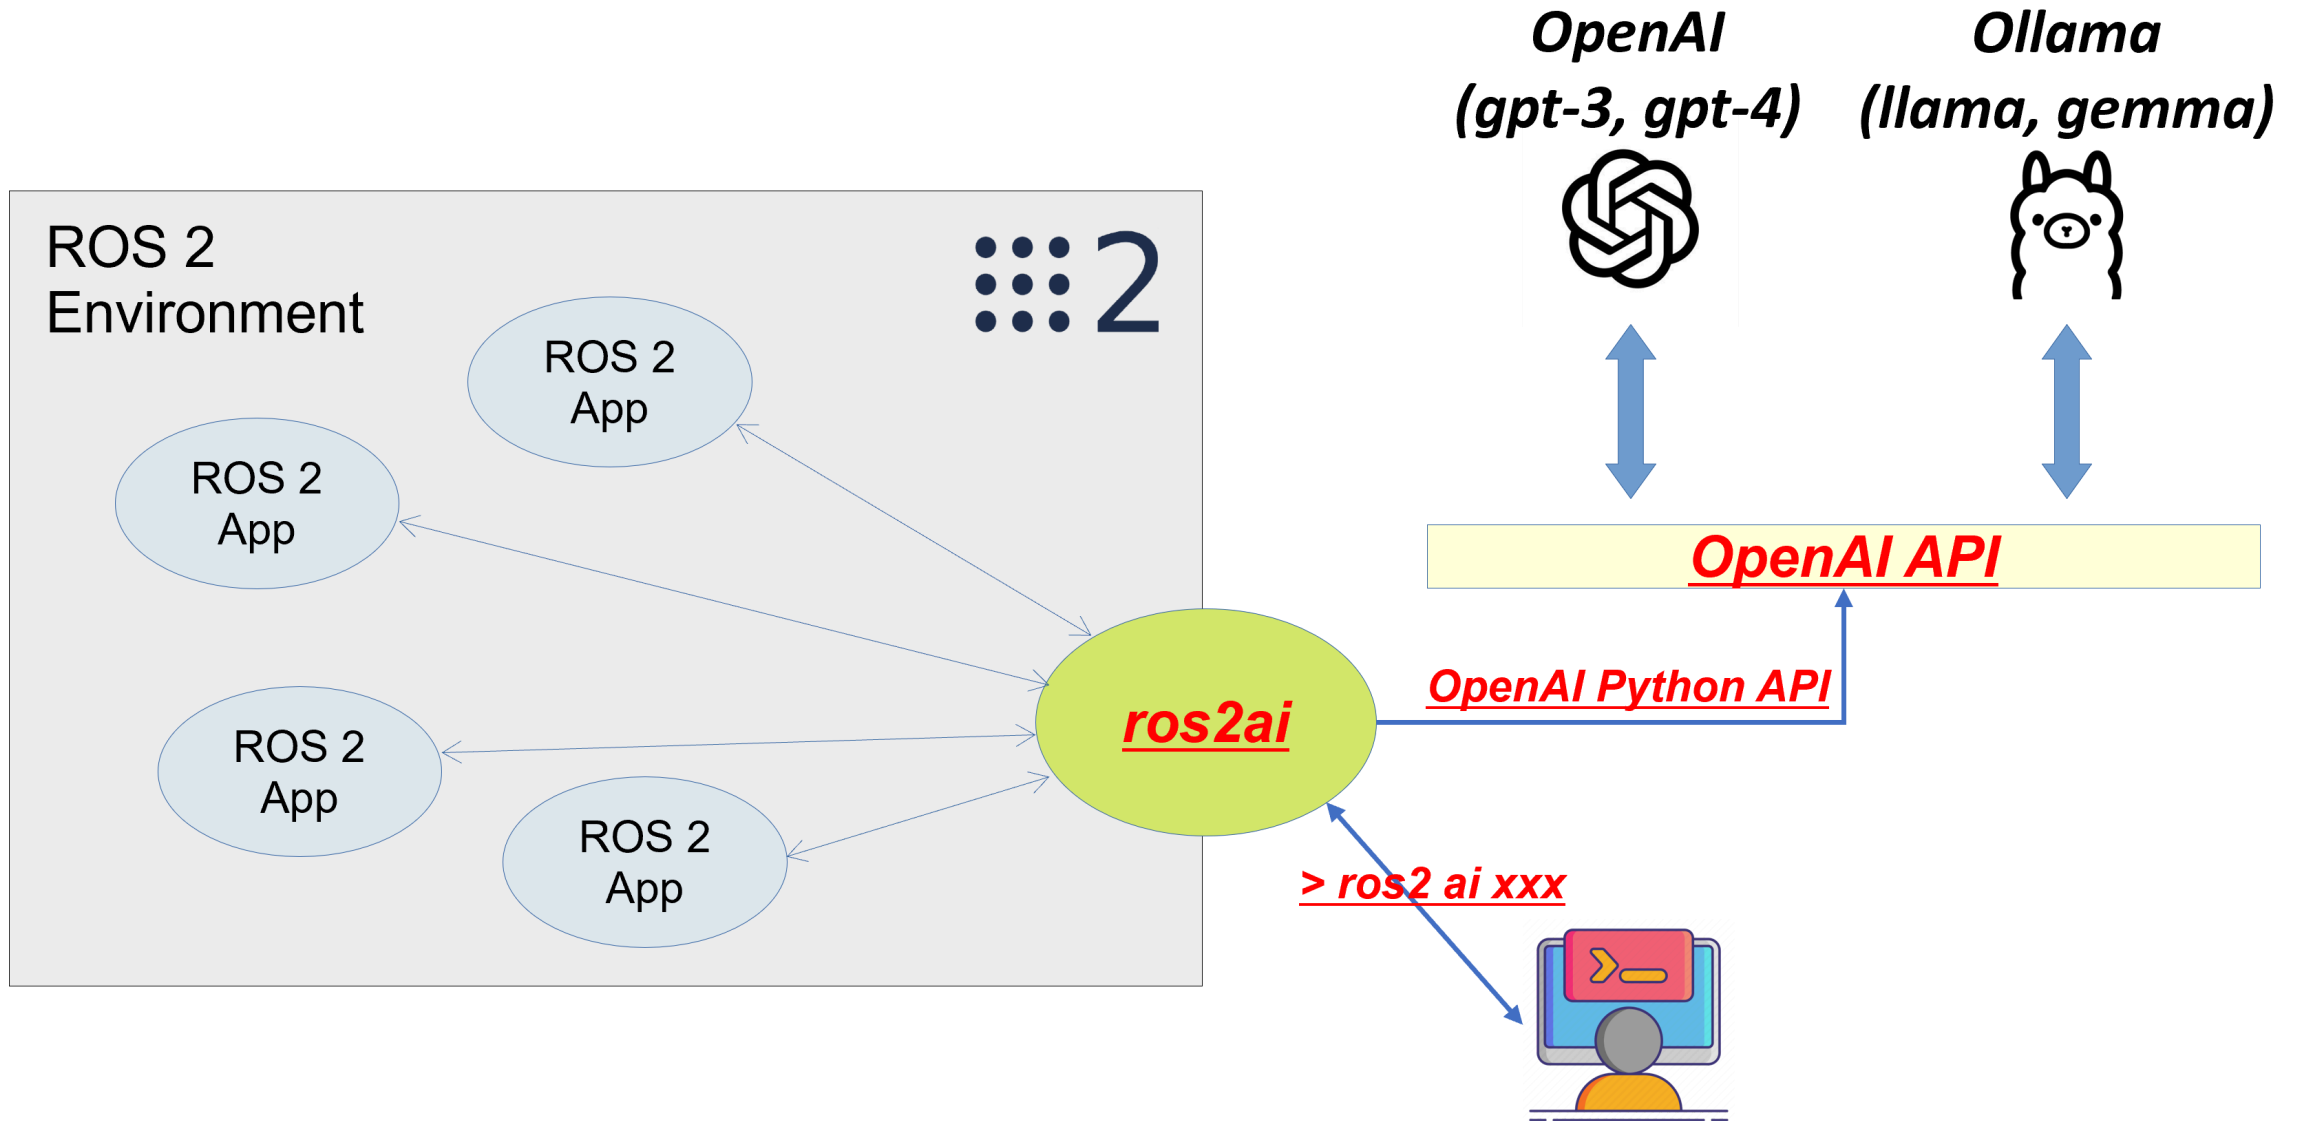 OpenAI
(gpt-3, gpt-4)
Ollama
(llama, gemma)
ROS 2
Environment
2
ROS 2
App
ROS 2
App
ROS 2
App
ROS 2
App
ros2ai
OpenAI API
OpenAI Python API
> ros2 ai xxx